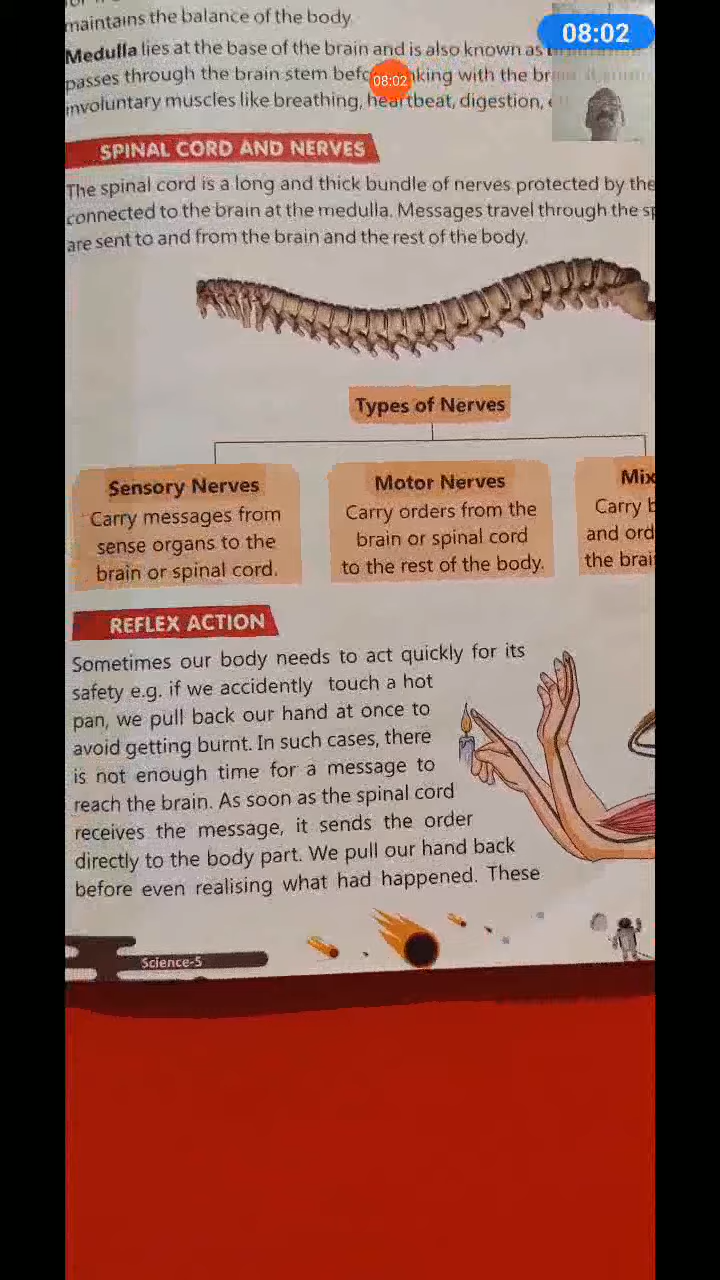 maintains the balance of the body
08:02
Medulla lies at the base of the brain and is also known as
passes through the brain stem king with the
08:02
involuntary muscles like breathing, heartbeat, digestion,
SPINAL CORD AND NERVES
The spinal cord is a long and thick bundle of nerves protected by the
connected to the brain at the medulla. Messages travel through the sp
are sent to and from the brain and the rest of the body.
Types of Nerves
Sensory Nerves
Carry messages from
sense organs to the
brain or spinal cord.
Motor Nerves
Carry orders from the
brain or spinal cord
to the rest of the body.
Mix
Carry b
and ord
the brai
REFLEX ACTION
Sometimes our body needs to act quickly for its
safety e.g. if we accidently touch a hot
pan, we pull back our hand at once to
avoid getting burnt. In such cases, there
is not enough time for a message to
reach the brain. As soon as the spinal cord
receives the message, it sends the order
directly to the body part. We pull our hand back
before even realising what had happened. These
Science-5